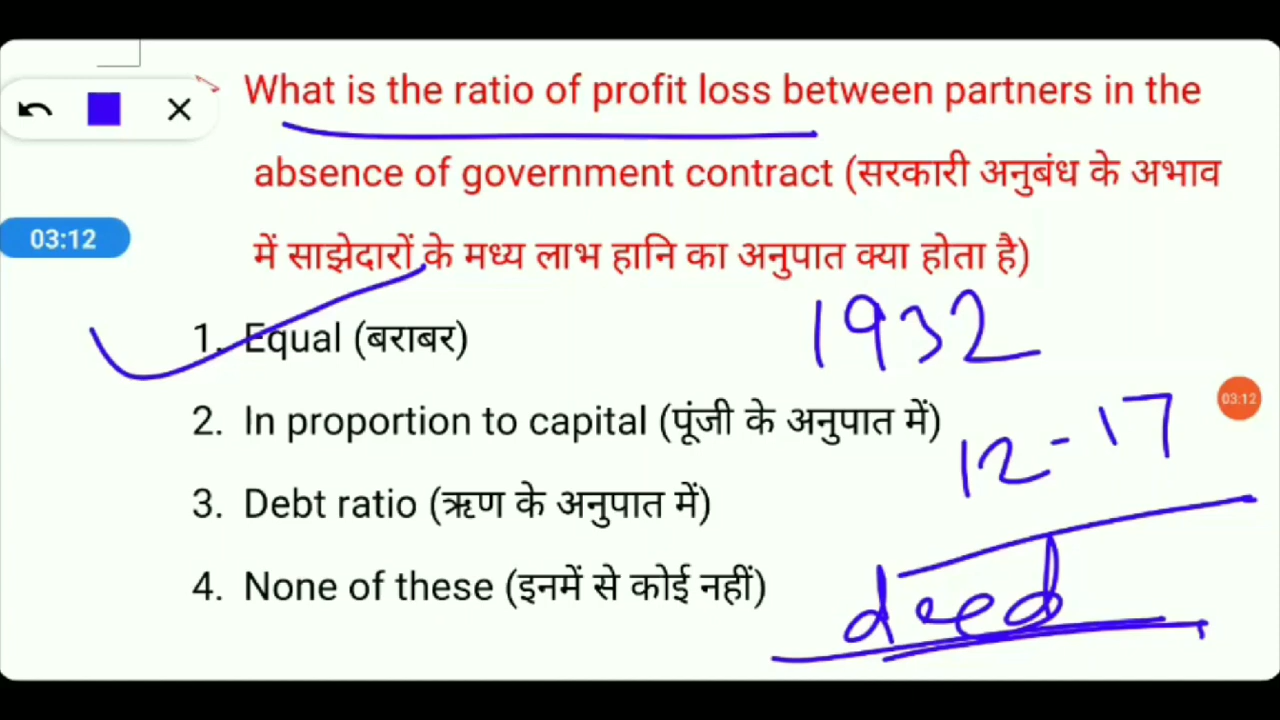 What is the ratio of profit loss between partners in the
absence of government contract (सरकारी अनुबंध के अभाव
03:12
में साझेदारों के मध्य लाभ हानि का अनुपात क्या होता है)
1. Equal (बराबर)
1932
2. In proportion to capital (पूंजी के अनुपात में)
03:12
12-17
3. Debt ratio (ऋण के अनुपात में)
4. None of these (इनमें से कोई नहीं)
deed